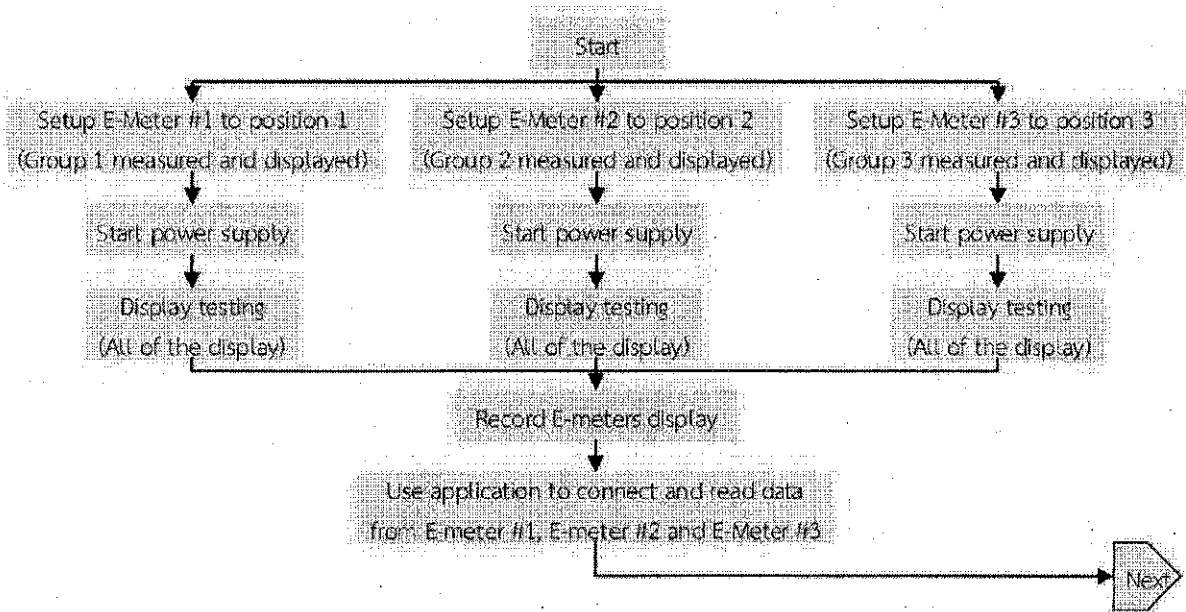 Start
Setup E-Meter #1 to position 1
(Group 1 measured and displayed)
Setup E-Meter #2 to position 2
(Group 2 measured and displayed)
Setup E-Meter #3 to position 3
(Group 3 measured and displayed)
Start power supply
Start power supply
Start power supply
Display testing
(All of the display)
Display testing
(All of the display)
Display testing
(All of the display)
Record E-meters display
Use application to connect and read data
from E-meter #1, E-meter #2 and E-Meter #3
Next